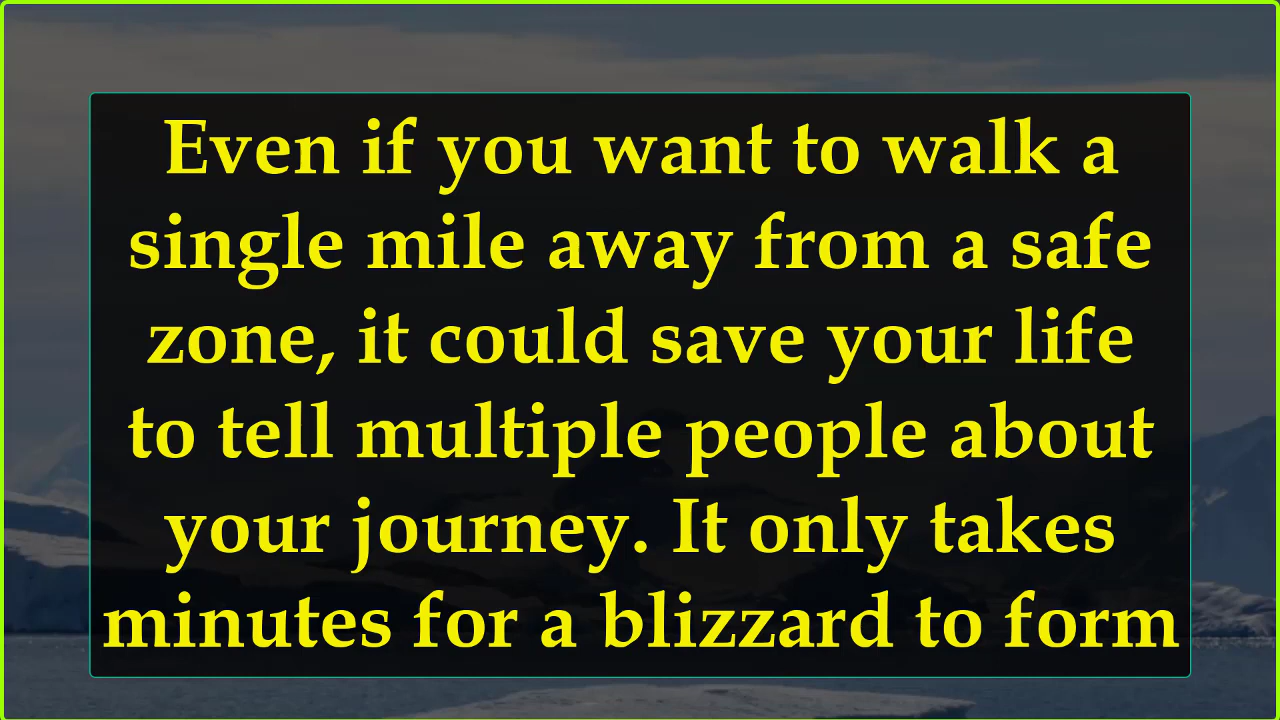 Even if you want to walk a
single mile away from a safe
zone, it could save your life
to tell multiple people about
your journey. It only takes
minutes for a blizzard to form